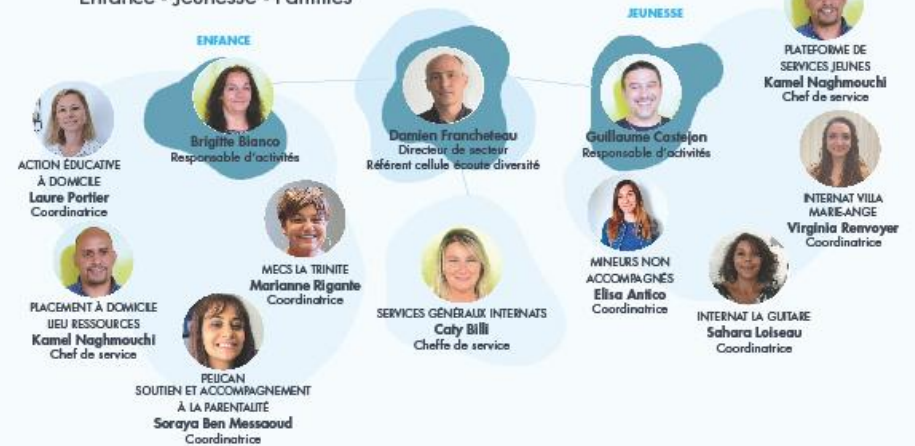 Enfance - Jeunesse - Familles
JEUNESSE
ENFANCE
PLATEFORME DE
SERVICES JEUNES
Kamel Naghmouchi
Chef de service
Brigitte Bianco
Responsable d'activités
Damien Francheteau
Directeur de secteur
Référent cellule écoute diversité
Guillaume Castejon
Responsable d'activités
ACTION ÉDUCATIVE
À DOMICILE
Laure Portier
Coordinatrice
INTERNAT VILLA
MARIE-ANGE
Virginia Renvoyer
Coordinatrice
MECS LA TRINITE
Marianne Rigante
Coordinatrice
MINEURS NON
ACCOMPAGNÉS
Elisa Antico
Coordinatrice
PLACEMENT À DOMICILE
LIEU RESSOURCES
Kamel Naghmouchi
Chef de service
SERVICES GÉNÉRAUX INTERNATS
Caty Billi
Cheffe de service
INTERNAT LA GUITARE
Sahara Loiseau
Coordinatrice
PELICAN
SOUTIEN ET ACCOMPAGNEMENT
À LA PARENTALITÉ
Soraya Ben Messaoud
Coordinatrice